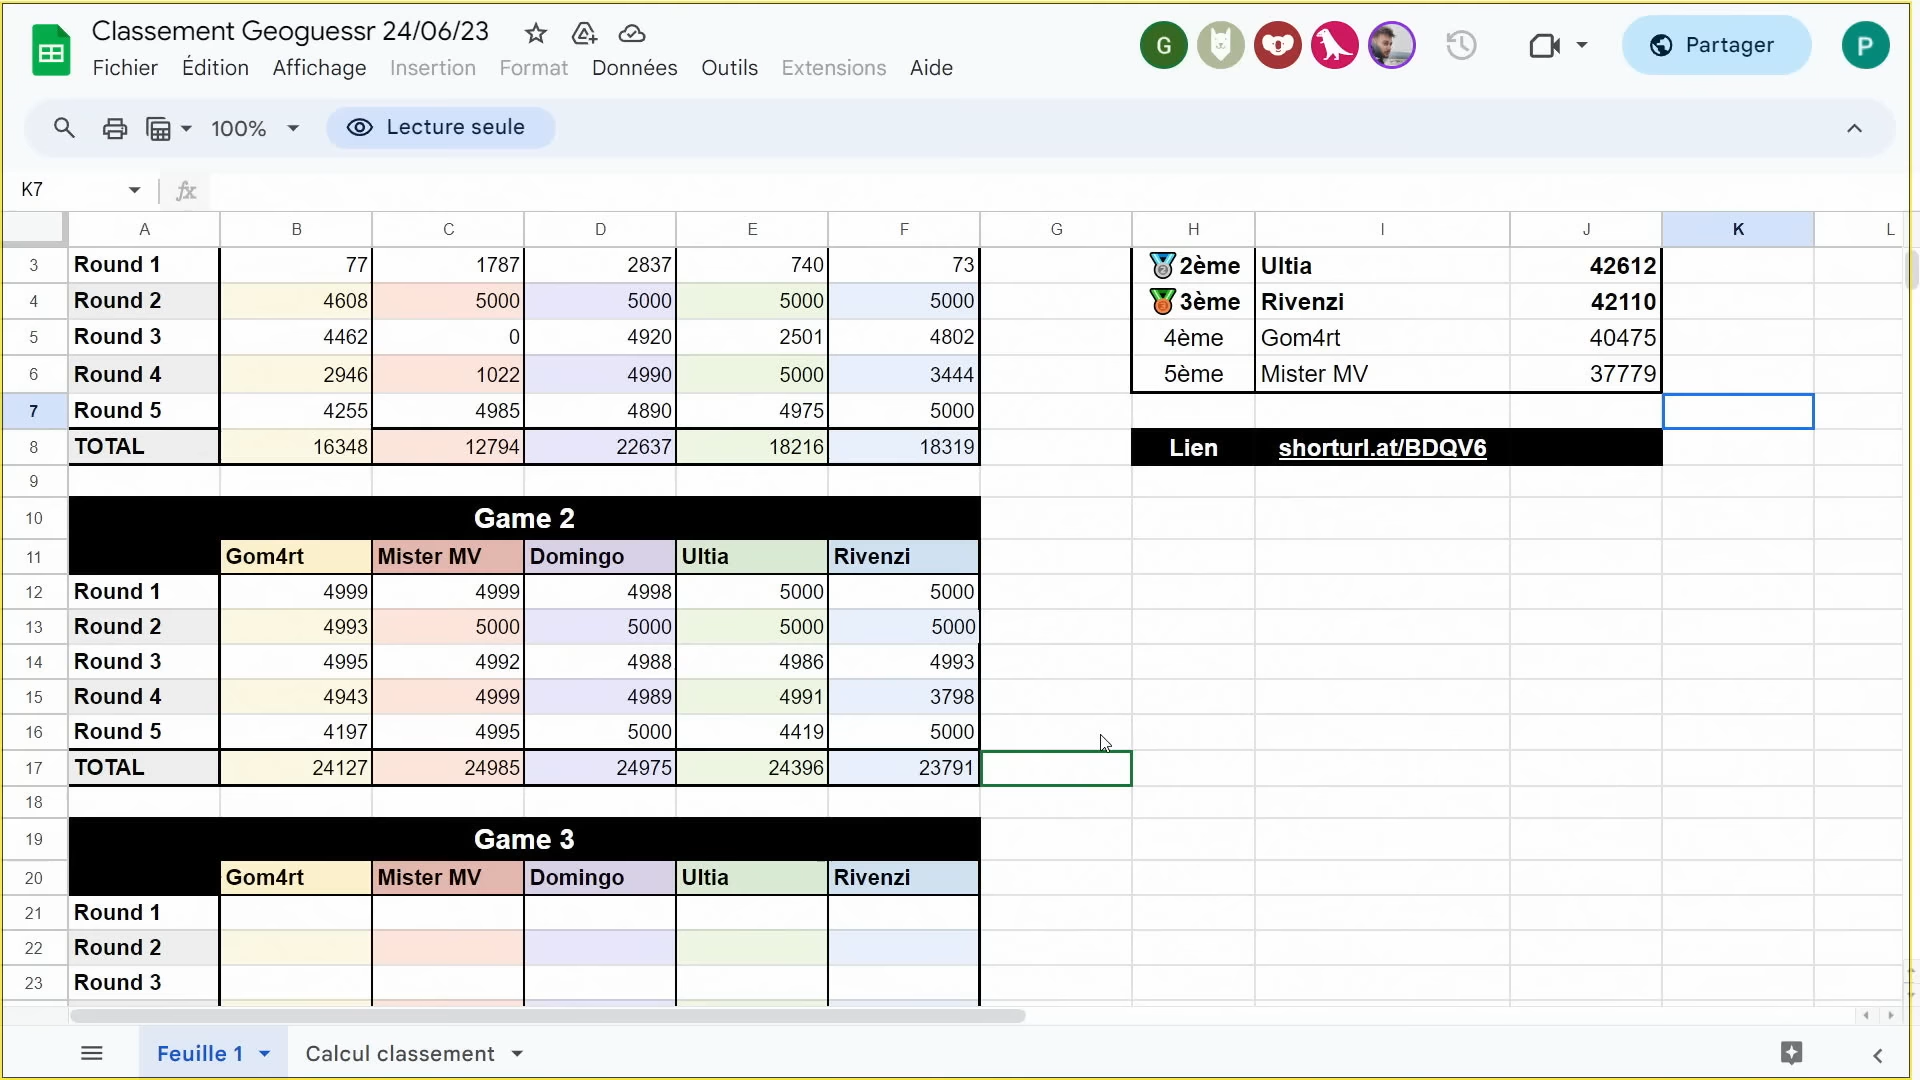 Classement Geoguessr 24/06/23
G
P
Partager
Fichier Édition Affichage Insertion Format Données Outils Extensions Aide
100% Lecture seule
K7 fx
A B C D E F G H I J K L
3 Round 1 77 1787 2837 740 73 2ème Ultia 42612
4 Round 2 4608 5000 5000 5000 5000 3ème Rivenzi 42110
5 Round 3 4462 0 4920 2501 4802 4ème Gom4rt 40475
6 Round 4 2946 1022 4990 5000 3444 5ème Mister MV 37779
7 Round 5 4255 4985 4890 4975 5000
8 TOTAL 16348 12794 22637 18216 18319 Lien shorturl.at/BDQV6
9
10 Game 2
11 Gom4rt Mister MV Domingo Ultia Rivenzi
12 Round 1 4999 4999 4998 5000 5000
13 Round 2 4993 5000 5000 5000 5000
14 Round 3 4995 4992 4988 4986 4993
15 Round 4 4943 4999 4989 4991 3798
16 Round 5 4197 4995 5000 4419 5000
17 TOTAL 24127 24985 24975 24396 23791
18
19 Game 3
20 Gom4rt Mister MV Domingo Ultia Rivenzi
21 Round 1
22 Round 2
23 Round 3
Feuille 1 Calcul classement